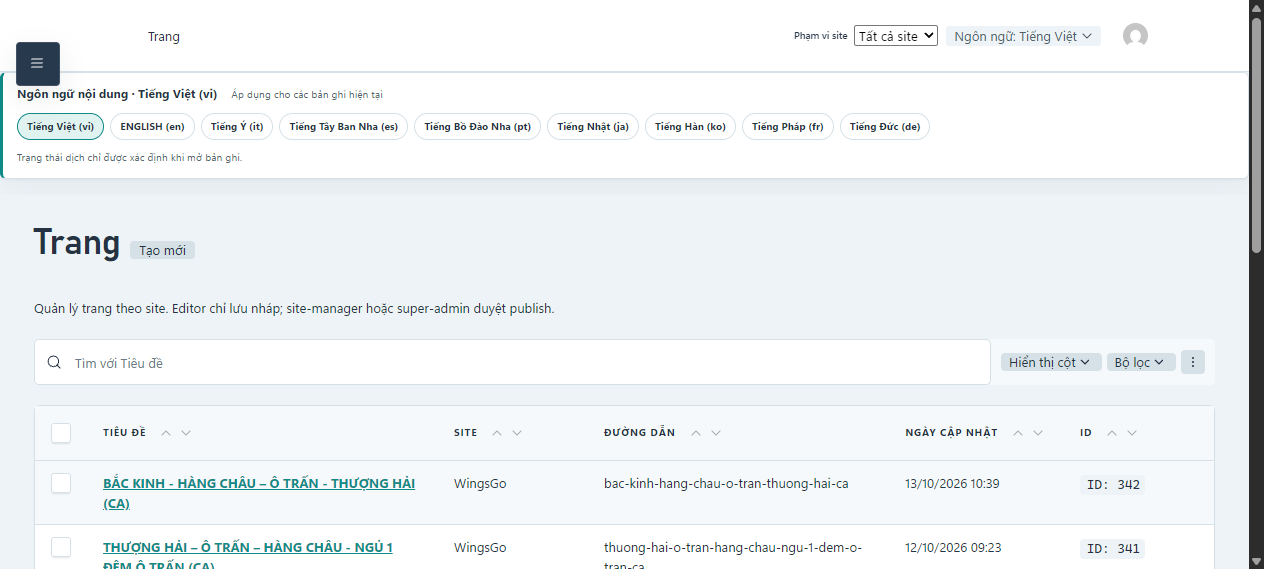 Trang
Phạm vi site Tất cả site Ngôn ngữ: Tiếng Việt
Ngôn ngữ nội dung · Tiếng Việt (vi) Áp dụng cho các bản ghi hiện tại
Tiếng Việt (vi) ENGLISH (en) Tiếng Ý (it) Tiếng Tây Ban Nha (es) Tiếng Bồ Đào Nha (pt) Tiếng Nhật (ja) Tiếng Hàn (ko) Tiếng Pháp (fr) Tiếng Đức (de)
Trạng thái dịch chỉ được xác định khi mở bản ghi.
Trang Tạo mới
Quản lý trang theo site. Editor chỉ lưu nháp; site-manager hoặc super-admin duyệt publish.
Tìm với Tiêu đề Hiển thị cột Bộ lọc
TIÊU ĐỀ SITE ĐƯỜNG DẪN NGÀY CẬP NHẬT ID
BẮC KINH - HÀNG CHÂU – Ô TRẤN - THƯỢNG HẢI WingsGo bac-kinh-hang-chau-o-tran-thuong-hai-ca 13/10/2026 10:39 ID: 342
(CA)
THƯỢNG HẢI – Ô TRẤN – HÀNG CHÂU - NGỦ 1 WingsGo thuong-hai-o-tran-hang-chau-ngu-1-dem-o- 12/10/2026 09:23 ID: 341
ĐÊM Ô TRẤN (CA) tran-ca